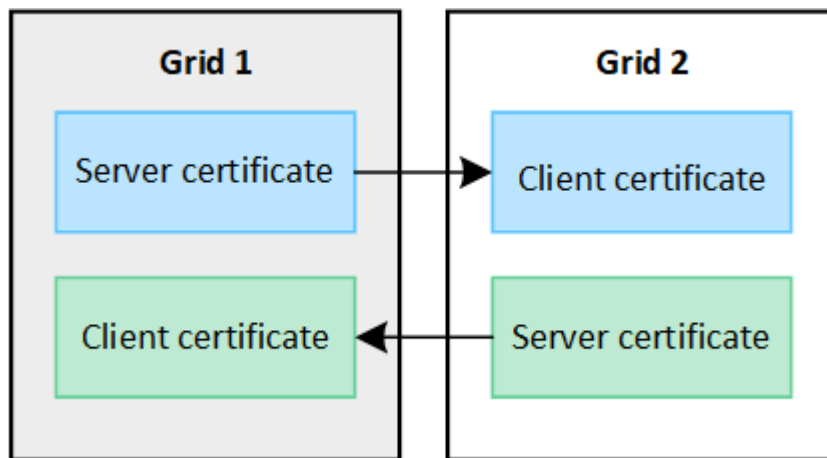 Grid 1
Server certificate
Client certificate
Grid 2
Client certificate
Server certificate